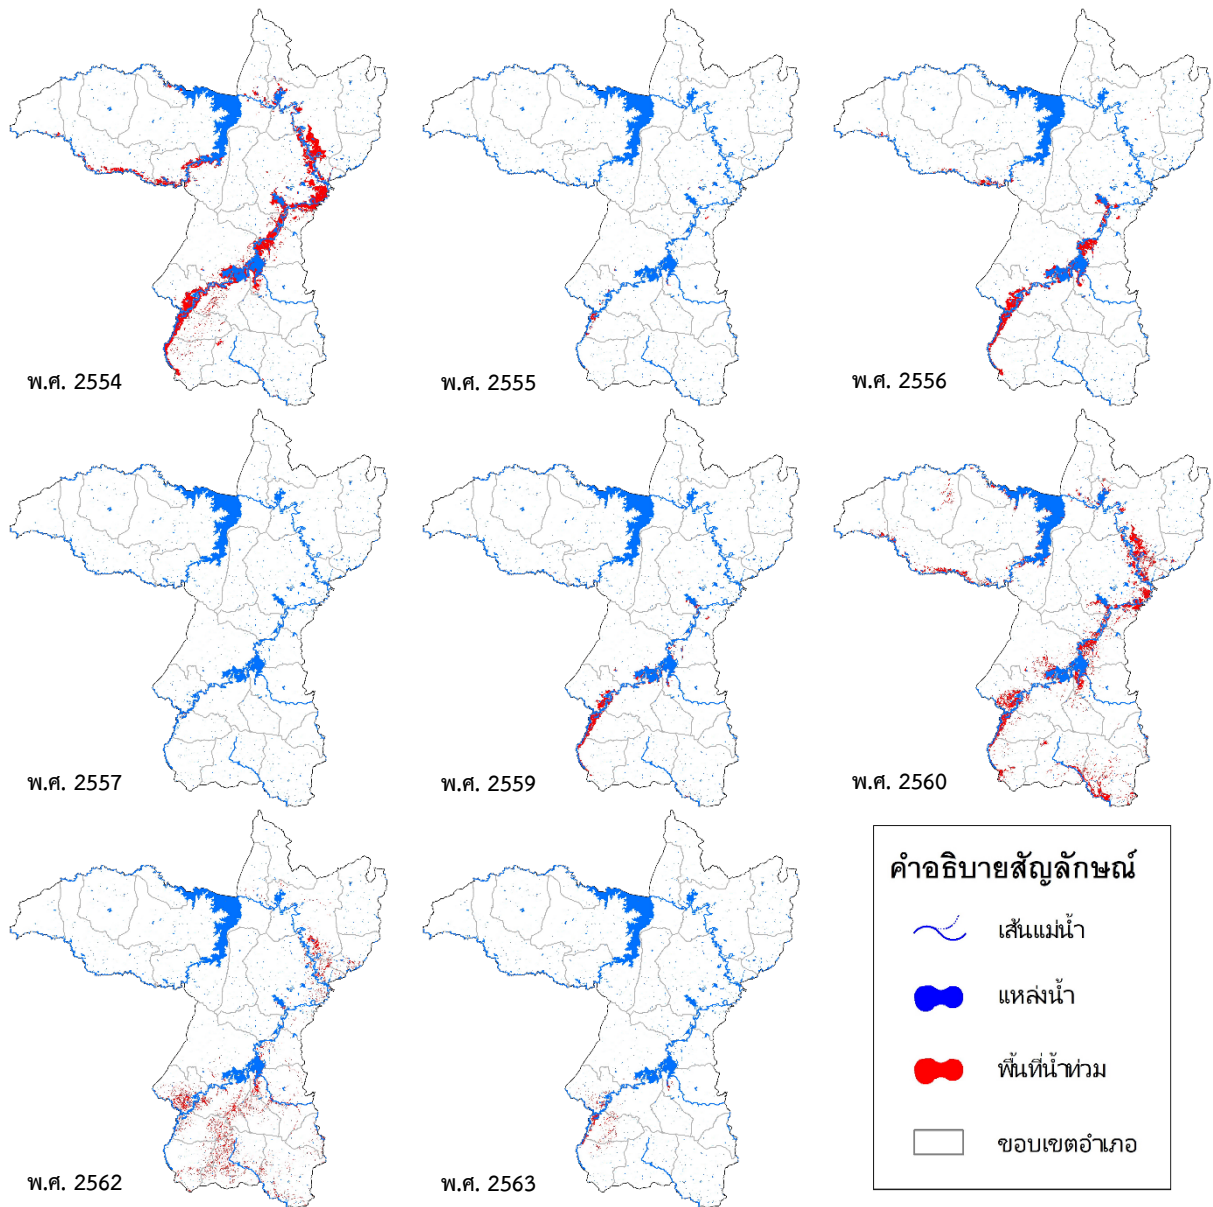 พ.ศ. 2554
พ.ศ. 2555
พ.ศ. 2556
พ.ศ. 2557
พ.ศ. 2559
พ.ศ. 2560
พ.ศ. 2562
พ.ศ. 2563
คำอธิบายสัญลักษณ์
เส้นแม่น้ำ
แหล่งน้ำ
พื้นที่น้ำท่วม
ขอบเขตอำเภอ